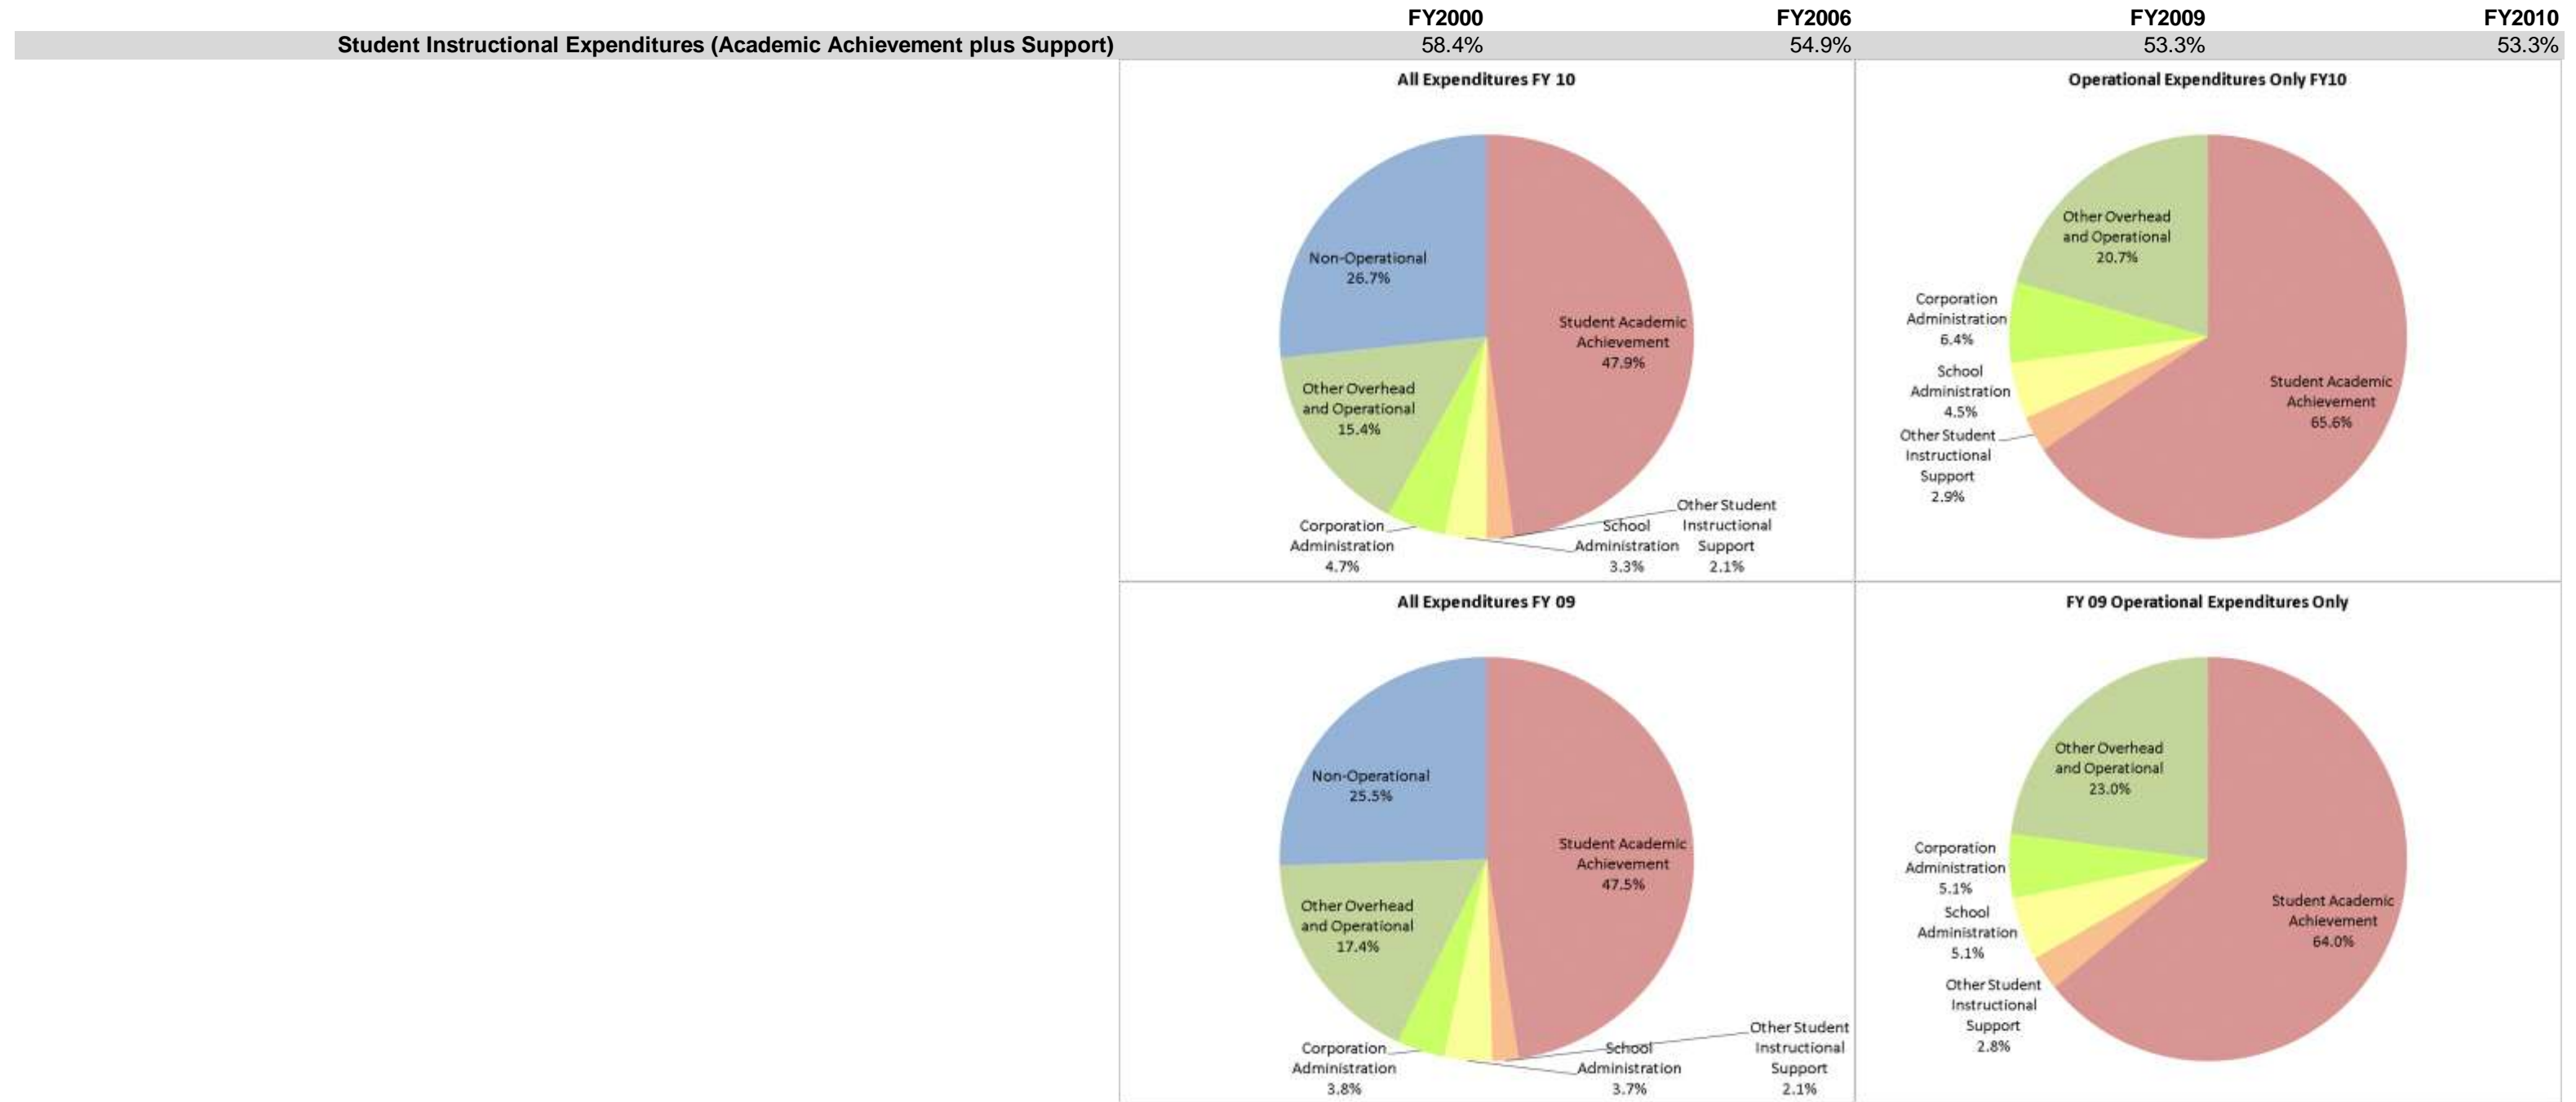 FY2000 FY2006 FY2009 FY2010
Student Instructional Expenditures (Academic Achievement plus Support) 58.4% 54.9% 53.3% 53.3%
All Expenditures FY 10
Non-Operational
26.7%
Student Academic
Achievement
47.9%
Other Overhead
and Operational
15.4%
Corporation
Administration
4.7%
School
Administration
3.3%
Other Student
Instructional
Support
2.1%
Operational Expenditures Only FY10
Other Overhead
and Operational
20.7%
Corporation
Administration
6.4%
School
Administration
4.5%
Other Student
Instructional
Support
2.9%
Student Academic
Achievement
65.6%
All Expenditures FY 09
Non-Operational
25.5%
Student Academic
Achievement
47.5%
Other Overhead
and Operational
17.4%
Corporation
Administration
3.8%
School
Administration
3.7%
Other Student
Instructional
Support
2.1%
FY 09 Operational Expenditures Only
Other Overhead
and Operational
23.0%
Corporation
Administration
5.1%
School
Administration
5.1%
Other Student
Instructional
Support
2.8%
Student Academic
Achievement
64.0%